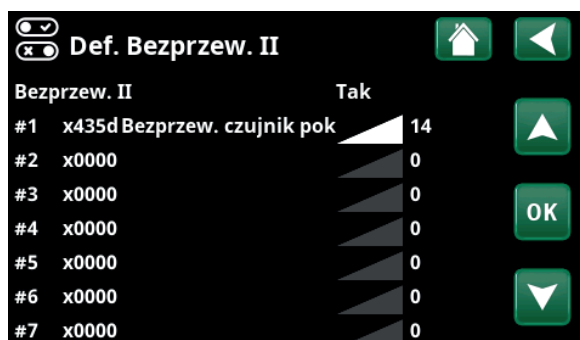 Def. Bezprzew. II
Bezprzew. II Tak
#1 x435d Bezprzew. czujnik pok 14
#2 x0000 0
#3 x0000 0
OK
#4 x0000 0
#5 x0000 0
#6 x0000 0
#7 x0000 0